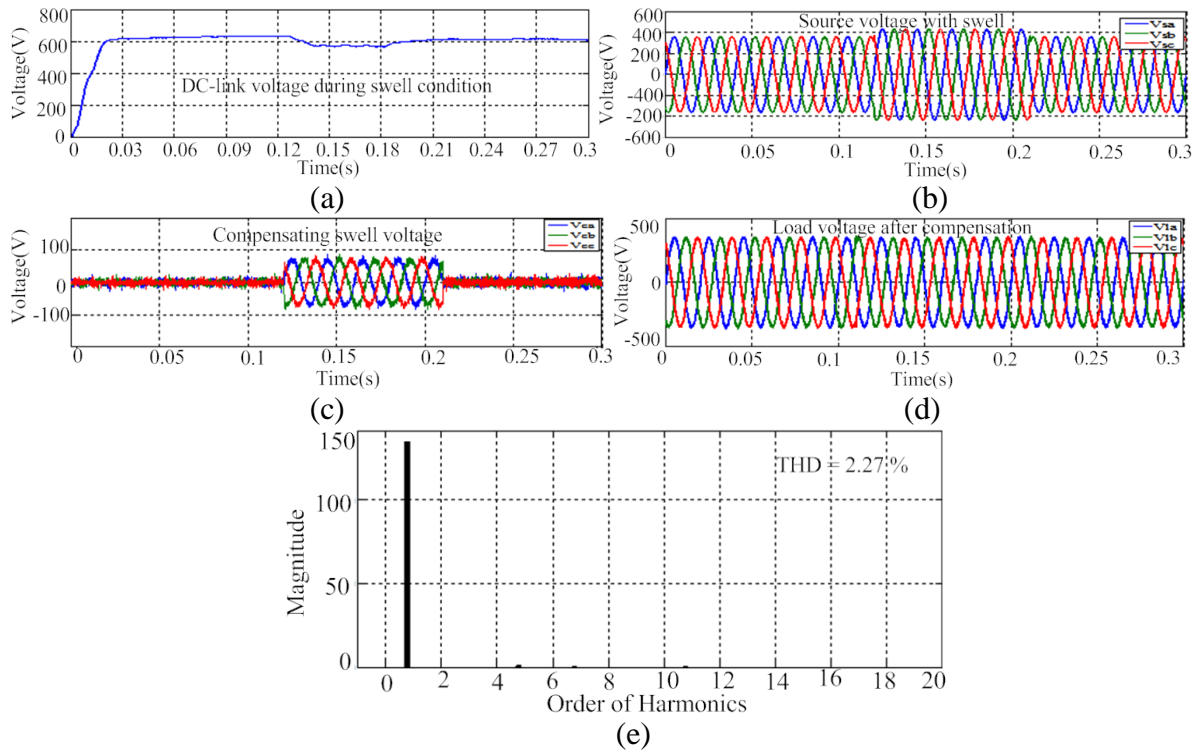 800
600
400
200
0
Voltage(V)
DC-link voltage during swell condition
0 0.03 0.06 0.09 0.12 0.15 0.18 0.21 0.24 0.27 0.3
Time(s)
(a)
Source voltage with swell
Vsa
Vsb
Vsc
600
400
200
0
-400
-200
-600
Voltage(V)
0 0.05 0.1 0.15 0.2 0.25 0.3
Time(s)
(b)
Compensating swell voltage
Vca
Vcb
Vcc
100
0
-100
Voltage(V)
0 0.05 0.1 0.15 0.2 0.25 0.3
Time(s)
(c)
Load voltage after compensation
Vla
Vlb
Vlc
500
0
-500
Voltage(V)
0 0.05 0.1 0.15 0.2 0.25 0.3
Time(s)
(d)
150
100
50
0
Magnitude
THD = 2.27 %
0 2 4 6 8 10 12 14 16 18 20
Order of Harmonics
(e)